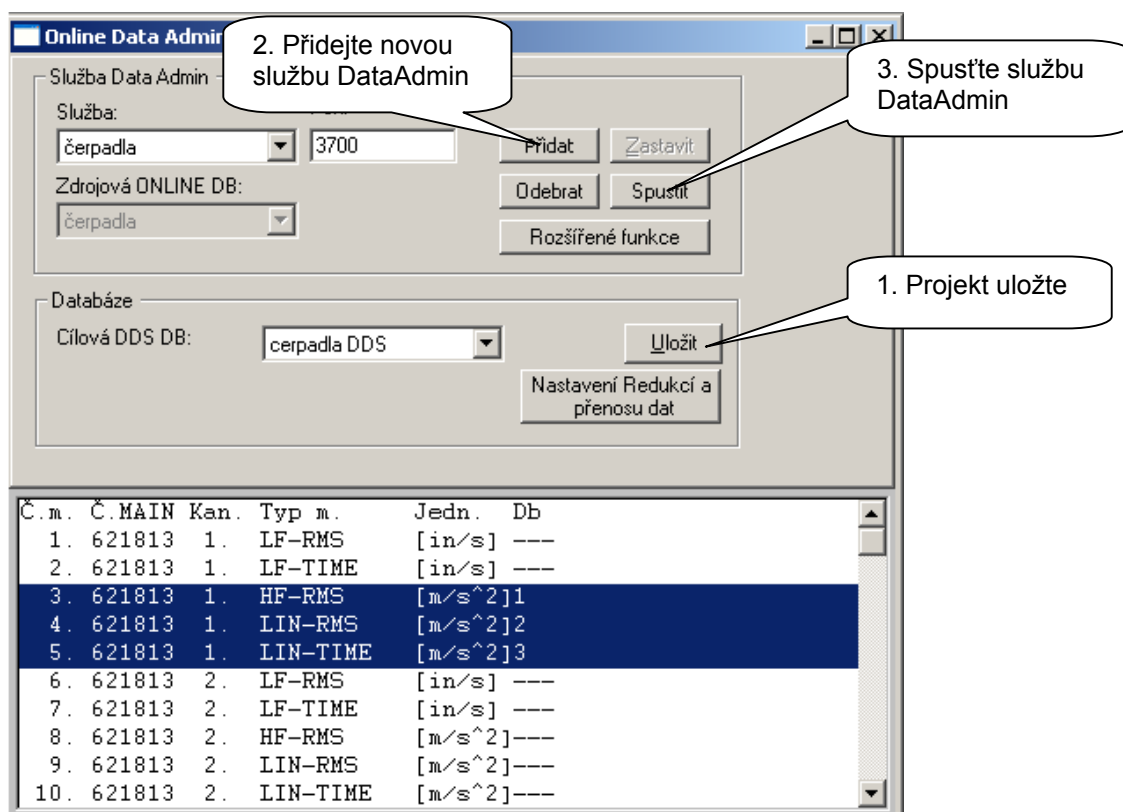 Online Data Admin
2. Přidejte novou
službu DataAdmin
3. Spusťte službu
DataAdmin
Služba Data Admin
Služba:
čerpadla
3700
Přidat
Zastavit
Zdrojová ONLINE DB:
čerpadla
Odebrat
Spustit
Rozšířené funkce
1. Projekt uložte
Databáze
Cílová DDS DB:
cerpadla DDS
Uložit
Nastavení Redukcí a
přenosu dat
Č.m. Č.MAIN Kan. Typ m. Jedn. Db
1. 621813 1. LF-RMS [in/s] ---
2. 621813 1. LF-TIME [in/s] ---
3. 621813 1. HF-RMS [m/s^2]1
4. 621813 1. LIN-RMS [m/s^2]2
5. 621813 1. LIN-TIME [m/s^2]3
6. 621813 2. LF-RMS [in/s] ---
7. 621813 2. LF-TIME [in/s] ---
8. 621813 2. HF-RMS [m/s^2]---
9. 621813 2. LIN-RMS [m/s^2]---
10. 621813 2. LIN-TIME [m/s^2]---